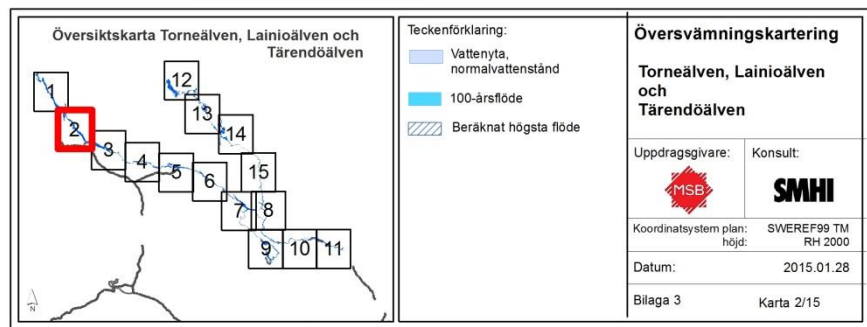 Översiktskarta Torneälven, Lainioälven och
Tärendöälven
1
2
3
4
5
6
7
8
9
10
11
12
13
14
15
N
Teckenförklaring:
Vattenyta,
normalvattenstånd
100-årsflöde
Beräknat högsta flöde
Översvämningskartering
Torneälven, Lainioälven
och
Tärendöälven
Uppdragsgivare:
MSB
Konsult:
SMHI
Koordinatsystem plan: SWEREF99 TM
höjd: RH 2000
Datum: 2015.01.28
Bilaga 3 Karta 2/15